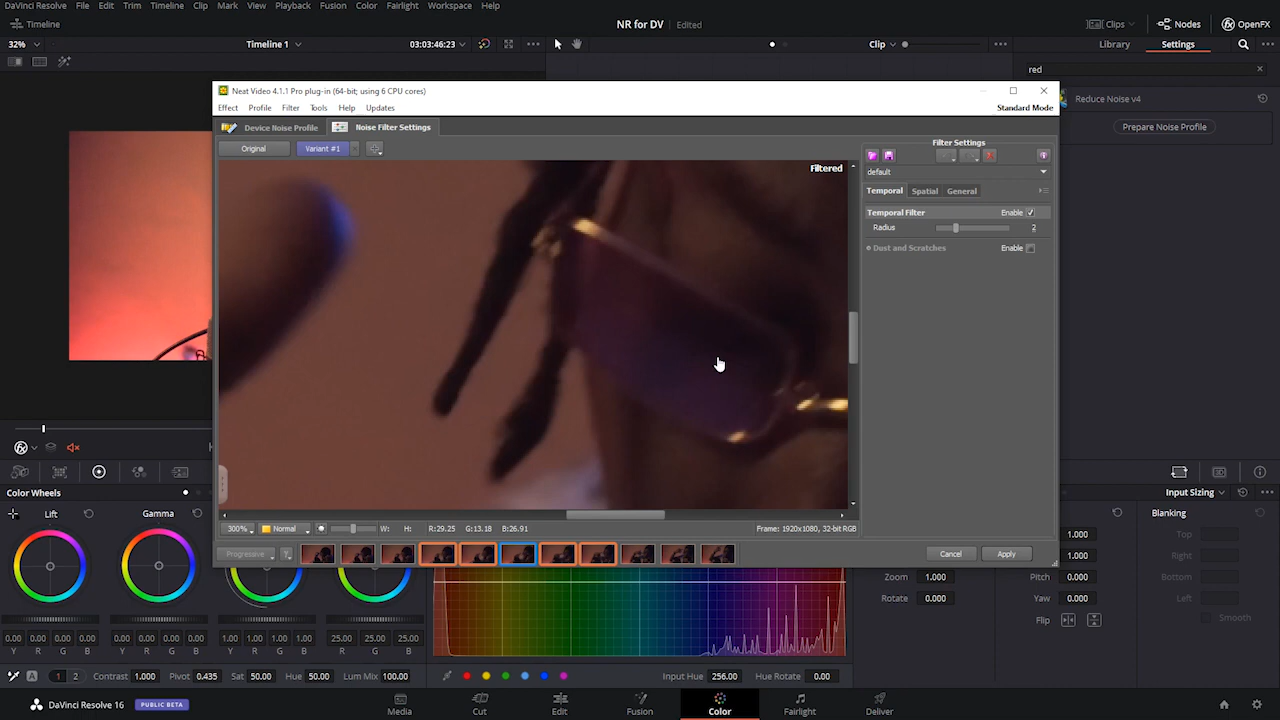 DaVinci Resolve File Edit Trim Timeline Clip Mark View Playback Fusion Color Fairlight Workspace Help
Timeline NR for DV Edited Clips Nodes OpenFX
32% Timeline 1 03:03:46:23 Clip Library Settings
red
Reduce Noise v4
Prepare Noise Profile
Neat Video 4.1.1 Pro plug-in (64-bit; using 6 CPU cores)
Effect Profile Filter Tools Help Updates Standard Mode
Device Noise Profile Noise Filter Settings
Original Variant #1
Filtered
Filter Settings
default
Temporal Spatial General
Temporal Filter Enable
Radius 2
Dust and Scratches Enable
300% Normal W: H: R:29.25 G:13.18 B:26.91 Frame: 1920x1080, 32-bit RGB
Progressive Cancel Apply
Color Wheels Input Sizing
Lift Gamma Blanking
1.000 Top
1.000 Right
Zoom 1.000 Pitch 0.000 Bottom
Rotate 0.000 Yaw 0.000 Left
Flip Smooth
0.00 0.00 0.00 0.00 0.00 0.00 0.00 0.00 1.00 1.00 1.00 1.00 25.00 25.00 25.00
Y R G B Y R G B Y R G B R G B
A 1 2 Contrast 1.000 Pivot 0.435 Sat 50.00 Hue 50.00 Lum Mix 100.00 Input Hue 256.00 Hue Rotate 0.00
DaVinci Resolve 16 PUBLIC BETA Media Cut Edit Fusion Color Fairlight Deliver